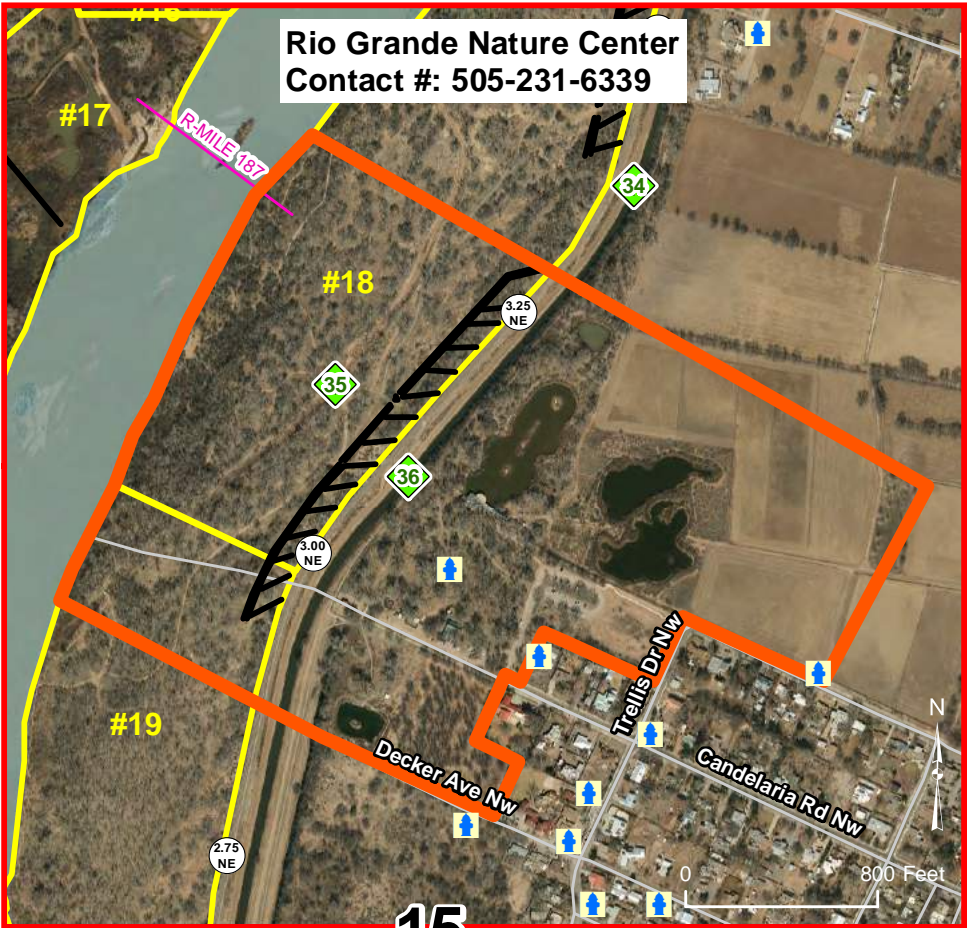 Rio Grande Nature Center
Contact #: 505-231-6339
#17
R-MILE 187
34
#18
3.25
NE
35
36
3.00
NE
Trellis Dr Nw
#19
Decker Ave Nw
Candelaria Rd Nw
N
2.75
NE
0 800 Feet
15